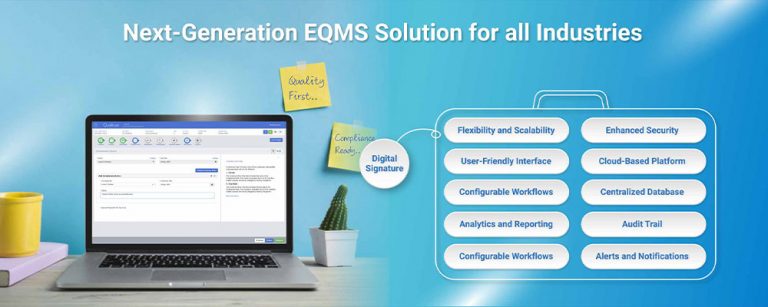 Next-Generation EQMS Solution for all Industries
Quality
First..
Compliance
Ready..
Digital
Signature
Flexibility and Scalability
Enhanced Security
User-Friendly Interface
Cloud-Based Platform
Configurable Workflows
Centralized Database
Analytics and Reporting
Audit Trail
Configurable Workflows
Alerts and Notifications